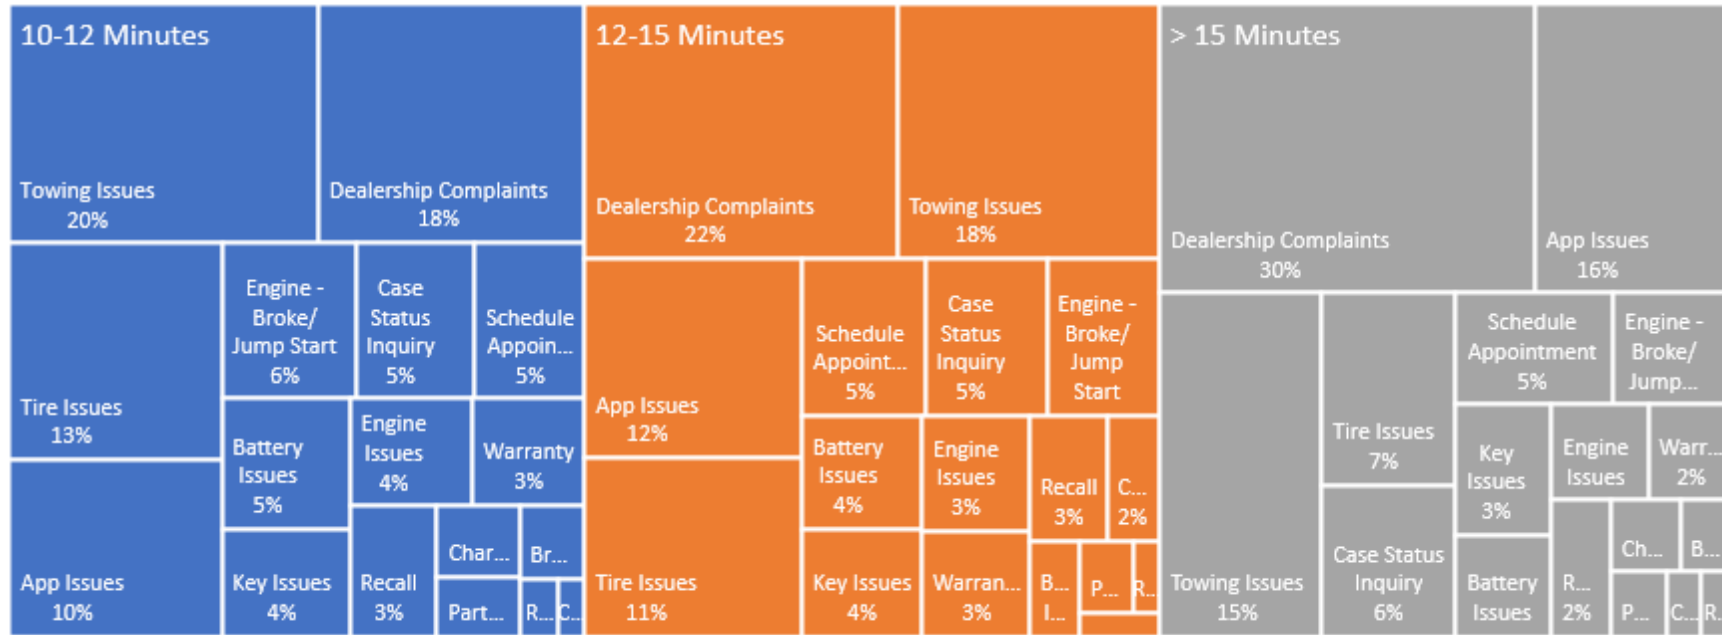 10-12 Minutes
Towing Issues
20%
Dealership Complaints
18%
Tire Issues
13%
App Issues
10%
Engine -
Broke/
Jump Start
6%
Case
Status
Inquiry
5%
Schedule
Appoin...
5%
Battery
Issues
5%
Engine
Issues
4%
Warranty
3%
Key Issues
4%
Recall
3%
Char...
Br...
Part...
R...
C...
12-15 Minutes
Dealership Complaints
22%
Towing Issues
18%
App Issues
12%
Tire Issues
11%
Schedule
Appoint...
5%
Case
Status
Inquiry
5%
Engine -
Broke/
Jump
Start
Battery
Issues
4%
Engine
Issues
3%
Recall
3%
C...
2%
Key Issues
4%
Warran...
3%
B...
I...
P...
R...
> 15 Minutes
Dealership Complaints
30%
App Issues
16%
Towing Issues
15%
Tire Issues
7%
Case Status
Inquiry
6%
Schedule
Appointment
5%
Engine -
Broke/
Jump...
Key
Issues
3%
Engine
Issues
Warr...
2%
Battery
Issues
R...
2%
Ch...
B...
P...
C...
R...